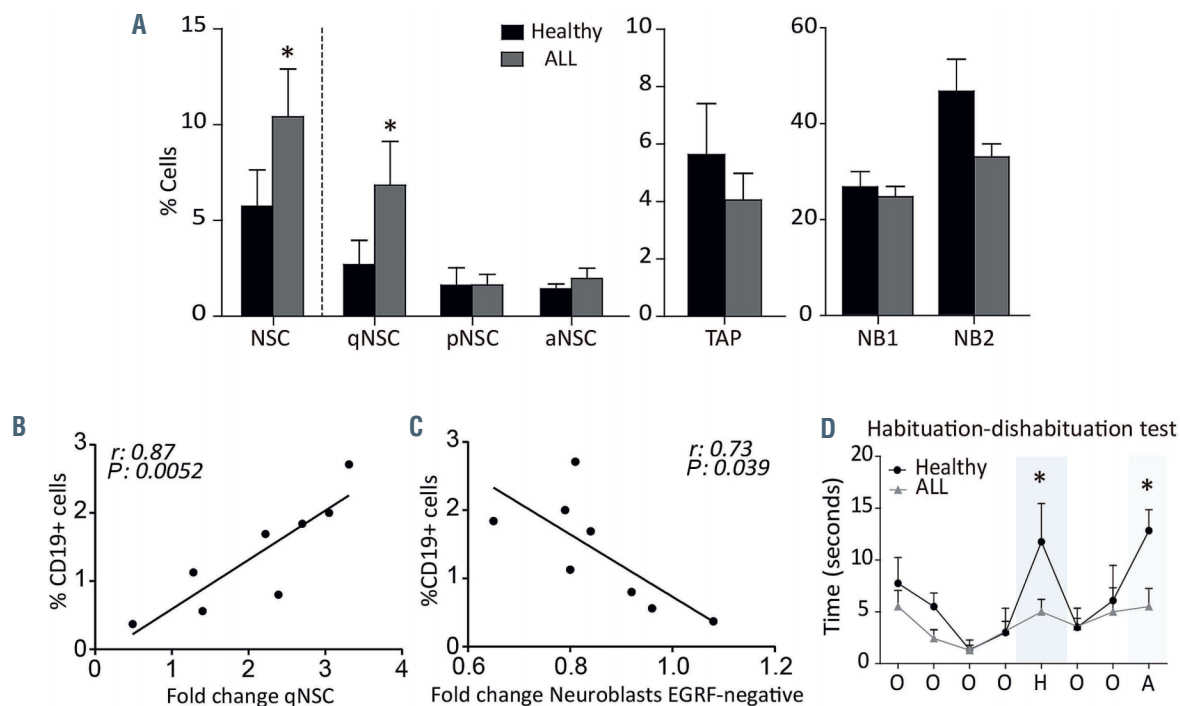 A
15
10
5
0
% Cells
* *
Healthy
ALL
NSC qNSC pNSC aNSC
10
8
6
4
2
0
TAP
60
40
20
0
NB1 NB2
B
r: 0.87
P: 0.0052
3
2
1
0
% CD19+ cells
0 1 2 3 4
Fold change qNSC
C
r: 0.73
P: 0.039
3
2
1
0
%CD19+ cells
0.6 0.8 1.0 1.2
Fold change Neuroblasts EGRF-negative
D
Habituation-dishabituation test
20
15
10
5
0
Time (seconds)
Healthy
ALL
* *
O O O O H O O A